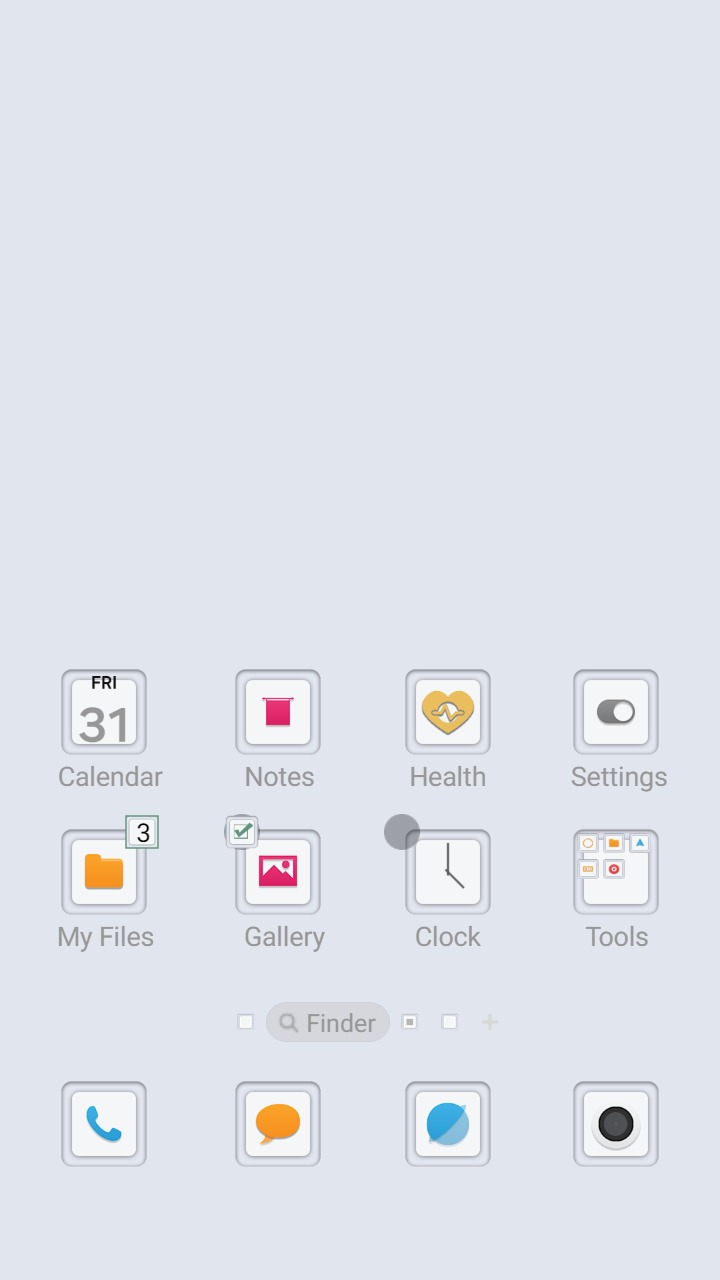 FRI
31
Calendar
Notes
Health
Settings
3
My Files
Gallery
Clock
Tools
Finder